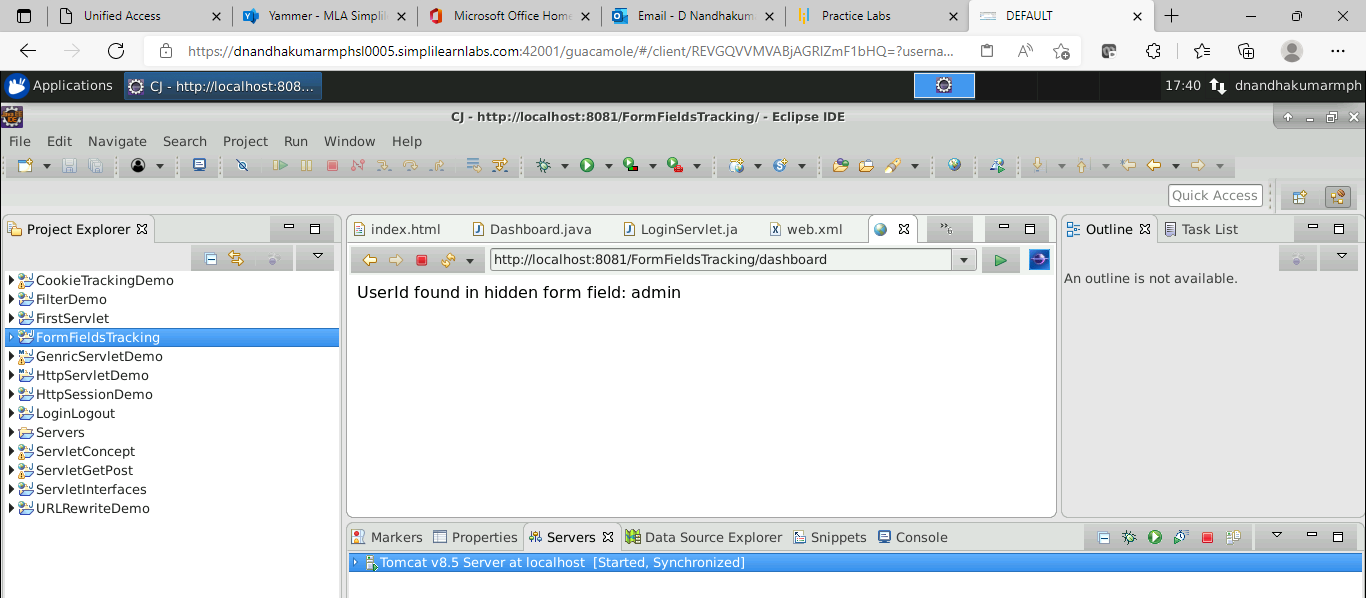 Unified Access
Yammer - MLA Simpli
Microsoft Office Home
Email - D Nandhakum
Practice Labs
DEFAULT
https://dnandhakumarmphsl0005.simplilearnlabs.com:42001/guacamole/#/client/REVGQVVMVABjAGRlZmF1bHQ=?userna...
Applications
CJ - http://localhost:808...
17:40
dnandhakumarmph
CJ - http://localhost:8081/FormFieldsTracking/ - Eclipse IDE
File Edit Navigate Search Project Run Window Help
Quick Access
Project Explorer
index.html
Dashboard.java
LoginServlet.ja
web.xml
»6
Outline
Task List
http://localhost:8081/FormFieldsTracking/dashboard
UserId found in hidden form field: admin
An outline is not available.
CookieTrackingDemo
FilterDemo
FirstServlet
FormFieldsTracking
GenricServletDemo
HttpServletDemo
HttpSessionDemo
LoginLogout
Servers
ServletConcept
ServletGetPost
ServletInterfaces
URLRewriteDemo
Markers
Properties
Servers
Data Source Explorer
Snippets
Console
Tomcat v8.5 Server at localhost [Started, Synchronized]